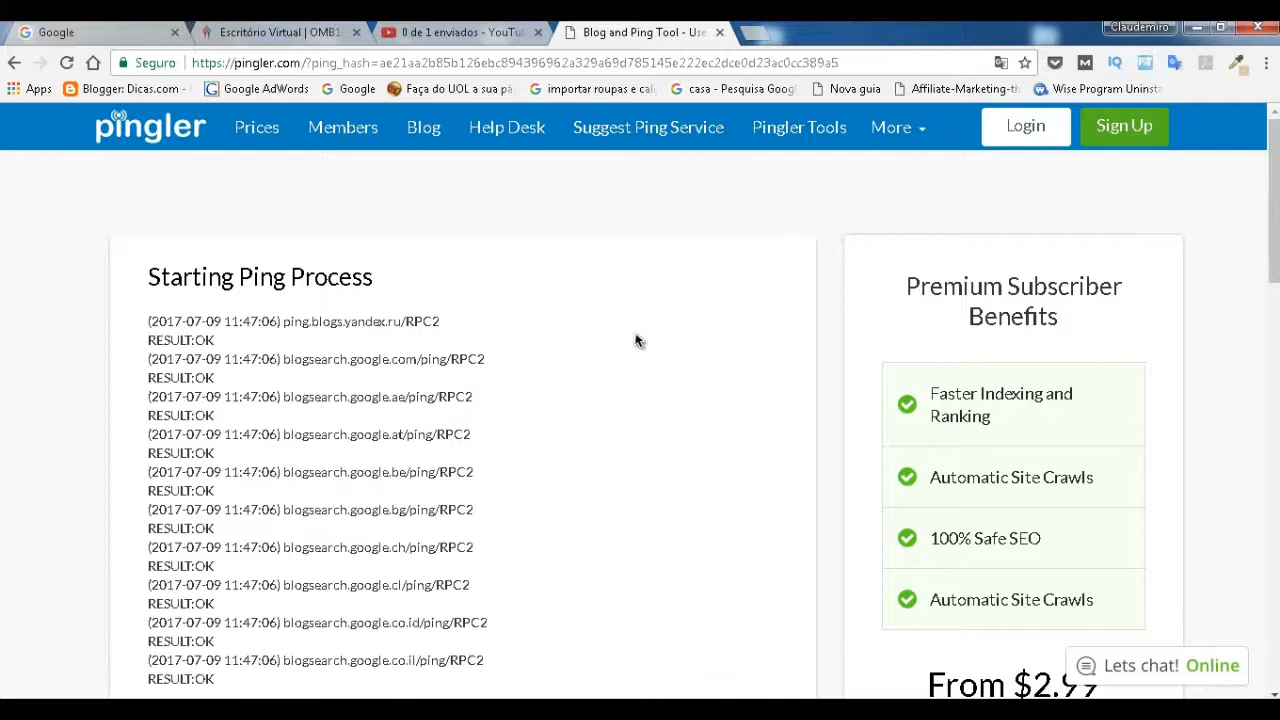 Claudemiro
Google
Escritório Virtual | OMB1
0 de 1 enviados - YouTu
Blog and Ping Tool - Use
Seguro
https://pingler.com/?ping_hash=ae21aa2b85b126ebc894396962a329a69d785145e222ec2dce0d23ac0cc389a5
Apps
Blogger: Dicas.com -
Google AdWords
Google
Faça do UOL a sua pá
importar roupas e cal
casa - Pesquisa Goog
Nova guia
Affiliate-Marketing-th
Wise Program Uninsta
pingler
Prices
Members
Blog
Help Desk
Suggest Ping Service
Pingler Tools
More
Login
Sign Up
Starting Ping Process
(2017-07-09 11:47:06) ping.blogs.yandex.ru/RPC2
RESULT:OK
(2017-07-09 11:47:06) blogsearch.google.com/ping/RPC2
RESULT:OK
(2017-07-09 11:47:06) blogsearch.google.ae/ping/RPC2
RESULT:OK
(2017-07-09 11:47:06) blogsearch.google.at/ping/RPC2
RESULT:OK
(2017-07-09 11:47:06) blogsearch.google.be/ping/RPC2
RESULT:OK
(2017-07-09 11:47:06) blogsearch.google.bg/ping/RPC2
RESULT:OK
(2017-07-09 11:47:06) blogsearch.google.ch/ping/RPC2
RESULT:OK
(2017-07-09 11:47:06) blogsearch.google.cl/ping/RPC2
RESULT:OK
(2017-07-09 11:47:06) blogsearch.google.co.id/ping/RPC2
RESULT:OK
(2017-07-09 11:47:06) blogsearch.google.co.il/ping/RPC2
RESULT:OK
Premium Subscriber
Benefits
Faster Indexing and
Ranking
Automatic Site Crawls
100% Safe SEO
Automatic Site Crawls
From $2.99
Lets chat! Online